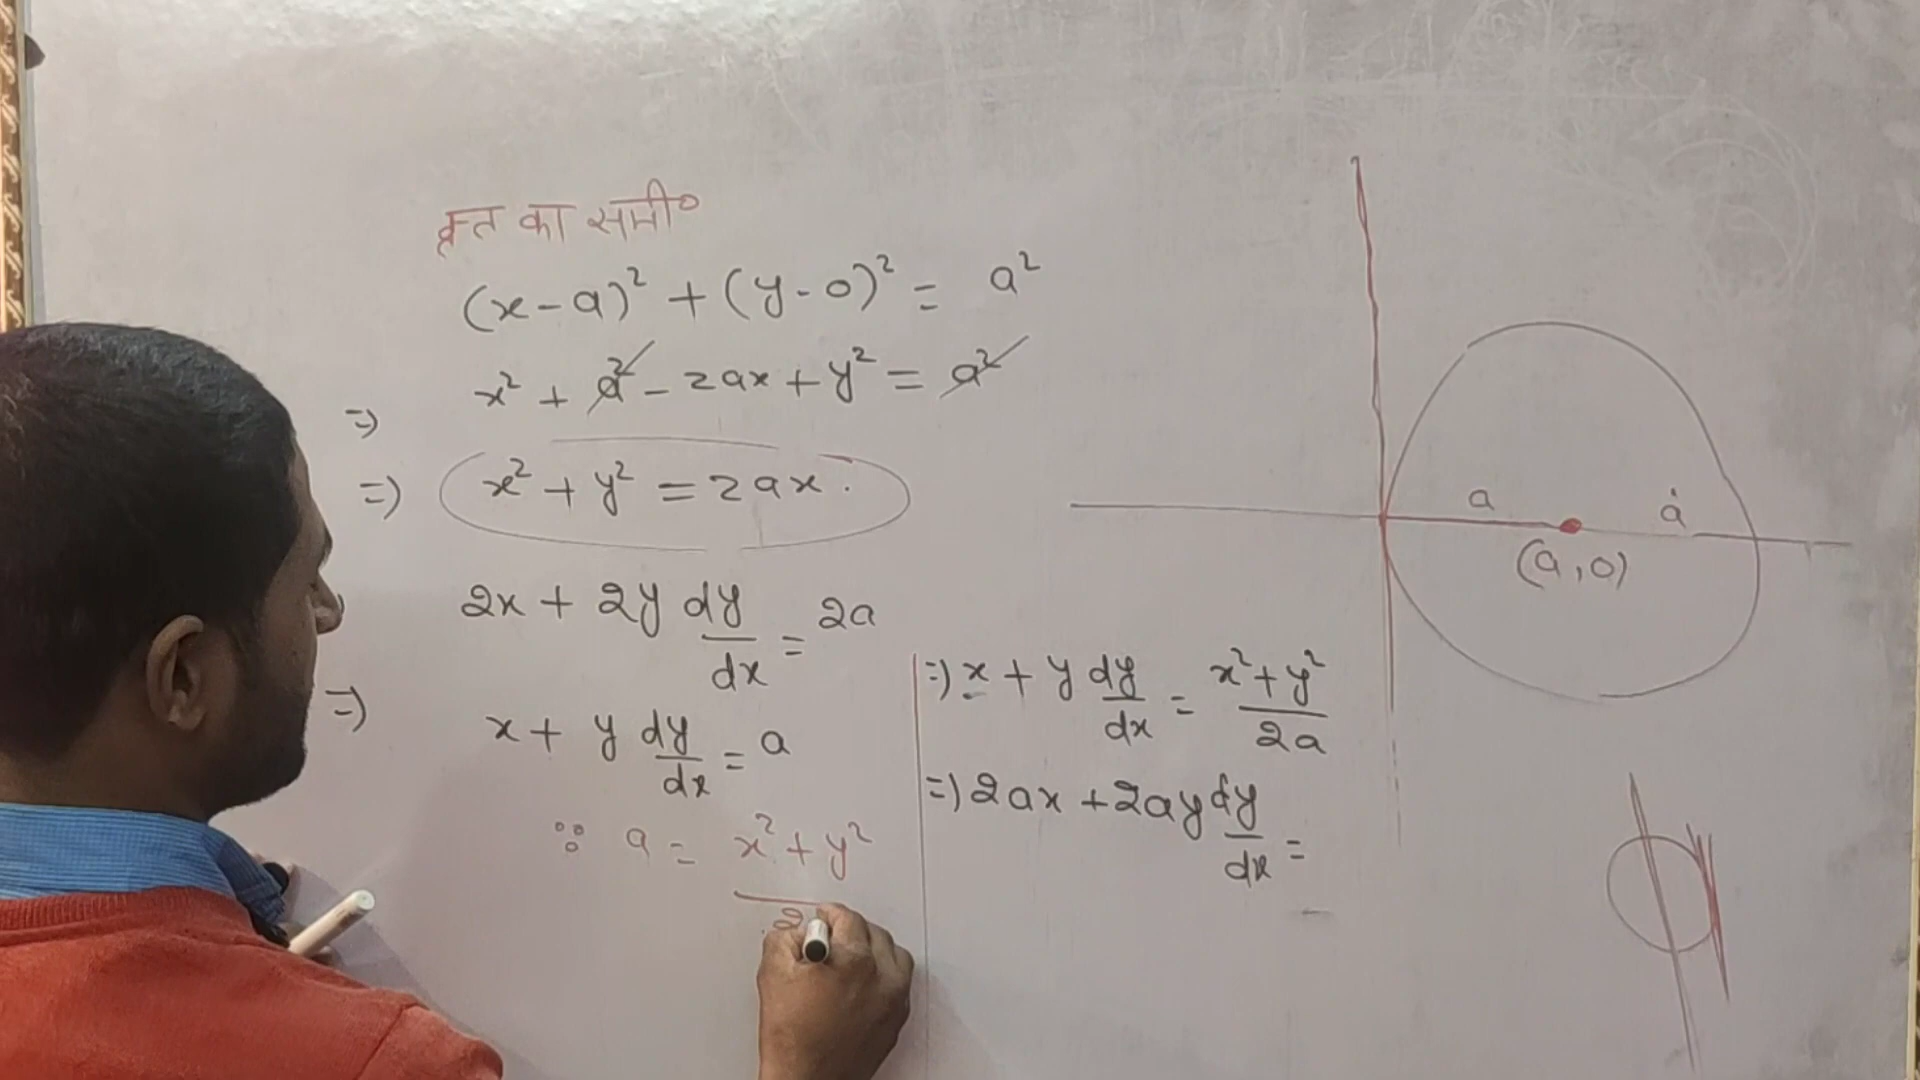 वृत का समी०
(x-a)² + (y-0)² = a²
=) x² + a² - 2ax + y² = a²
=) x² + y² = 2ax.
2x + 2y dy/dx = 2a
=) x + y dy/dx = a
∵ a = x² + y² / 2
=) x + y dy/dx = x² + y² / 2a
=) 2ax + 2ay dy/dx =
a
a
(a, 0)